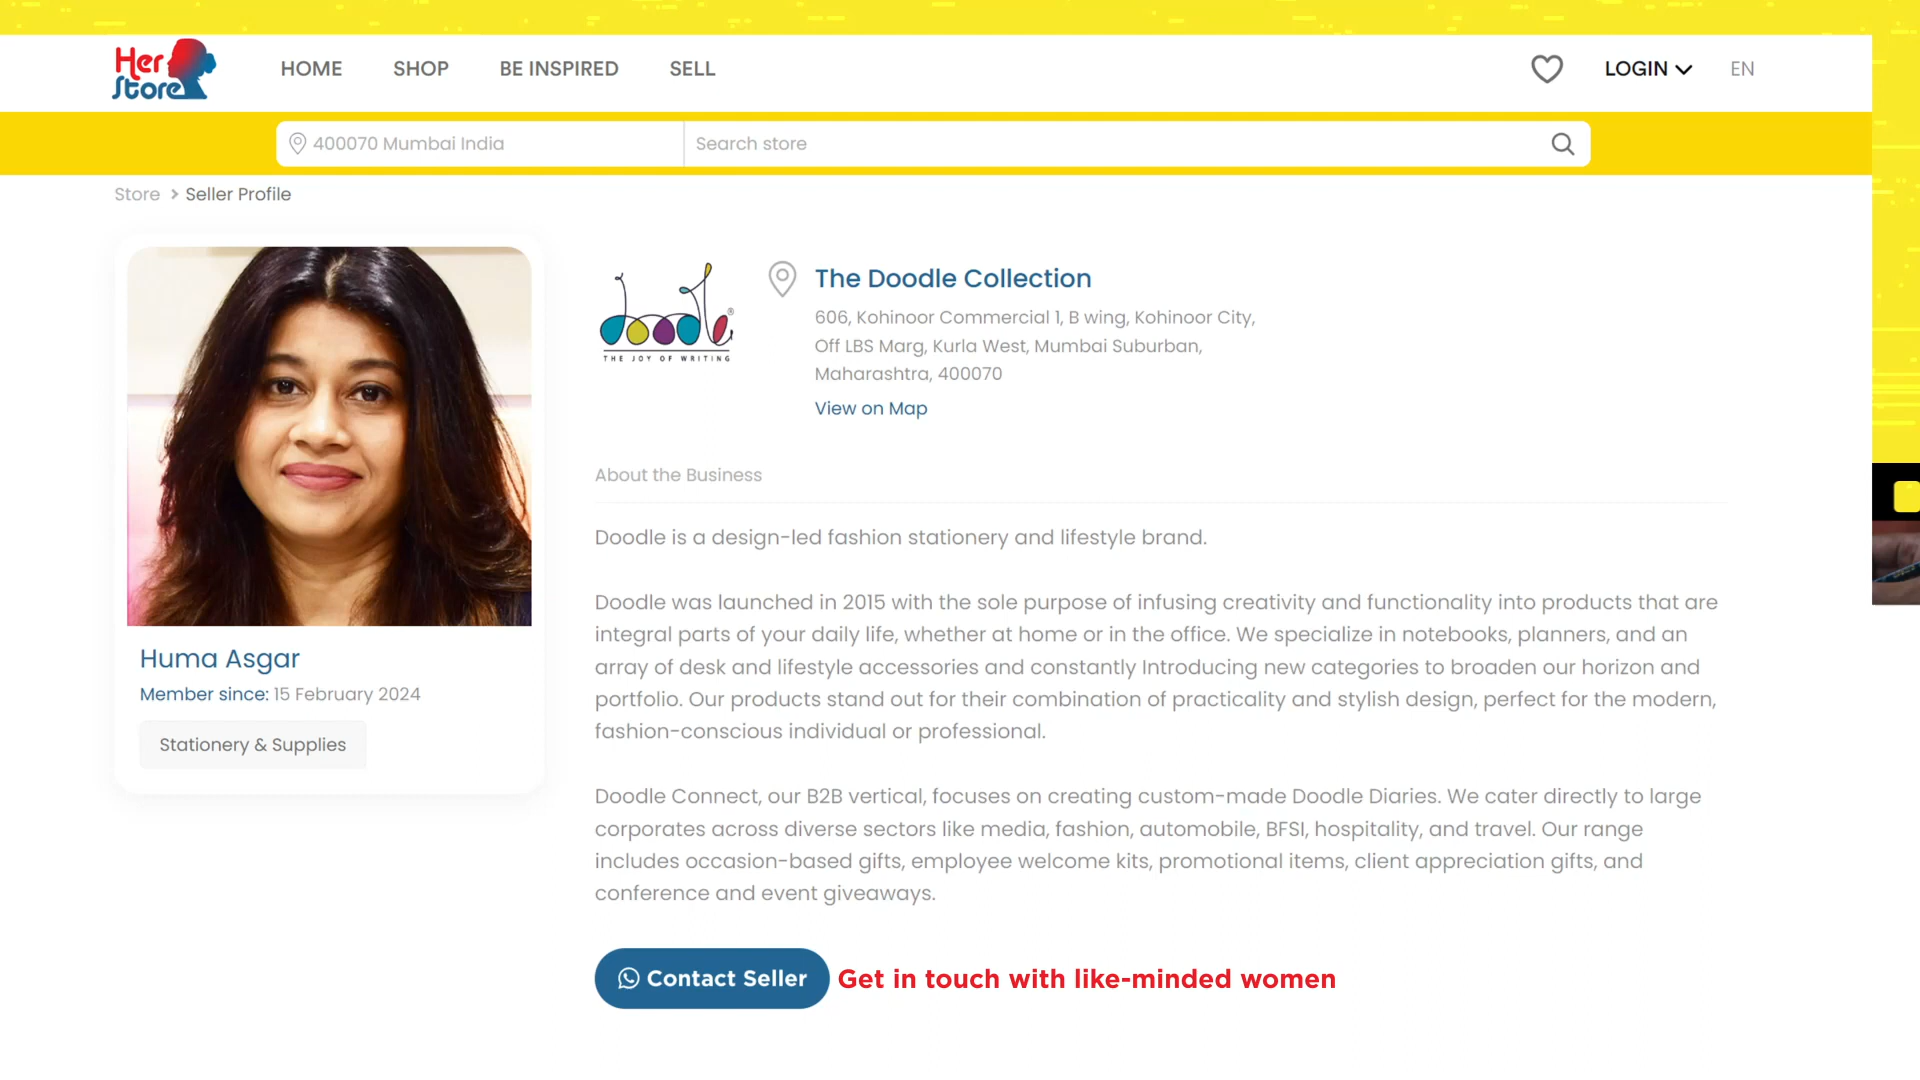 Her Store
HOME
SHOP
BE INSPIRED
SELL
LOGIN
EN
400070 Mumbai India
Search store
Store > Seller Profile
doodle®
THE JOY OF WRITING
The Doodle Collection
606, Kohinoor Commercial 1, B wing, Kohinoor City,
Off LBS Marg, Kurla West, Mumbai Suburban,
Maharashtra, 400070
View on Map
Huma Asgar
Member since: 15 February 2024
Stationery & Supplies
About the Business
Doodle is a design-led fashion stationery and lifestyle brand.
Doodle was launched in 2015 with the sole purpose of infusing creativity and functionality into products that are
integral parts of your daily life, whether at home or in the office. We specialize in notebooks, planners, and an
array of desk and lifestyle accessories and constantly Introducing new categories to broaden our horizon and
portfolio. Our products stand out for their combination of practicality and stylish design, perfect for the modern,
fashion-conscious individual or professional.
Doodle Connect, our B2B vertical, focuses on creating custom-made Doodle Diaries. We cater directly to large
corporates across diverse sectors like media, fashion, automobile, BFSI, hospitality, and travel. Our range
includes occasion-based gifts, employee welcome kits, promotional items, client appreciation gifts, and
conference and event giveaways.
Contact Seller
Get in touch with like-minded women